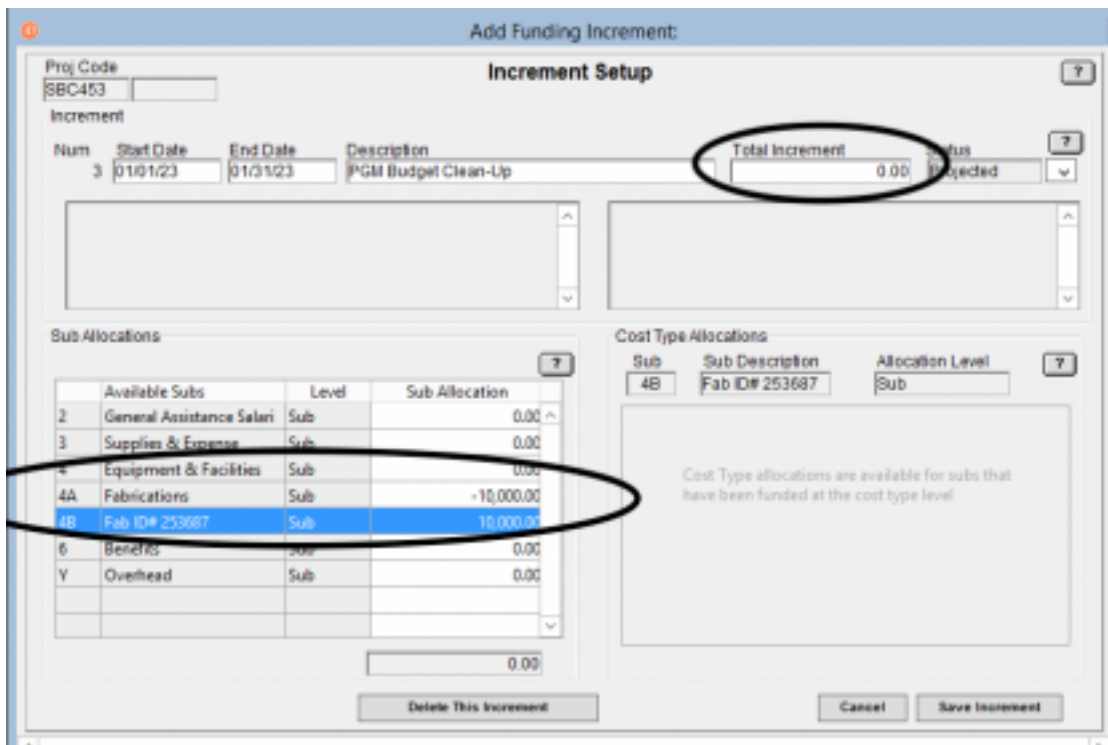 Add Funding Increment:
Proj Code
Increment Setup
?
SBC453
Increment
?
Num Start Date End Date Description Total Increment Status
3 01/01/23 01/31/23 PGM Budget Clean-Up 0.00 Projected
Sub Allocations
?
Available Subs Level Sub Allocation
2 General Assistance Salari Sub 0.00
3 Supplies & Expense Sub 0.00
4 Equipment & Facilities Sub 0.00
4A Fabrications Sub -10,000.00
4B Fab ID# 253687 Sub 10,000.00
6 Benefits Sub 0.00
Y Overhead Sub 0.00
0.00
Cost Type Allocations
Sub Sub Description Allocation Level ?
4B Fab ID# 253687 Sub
Cost Type allocations are available for subs that
have been funded at the cost type level
Delete This Increment Cancel Save Increment